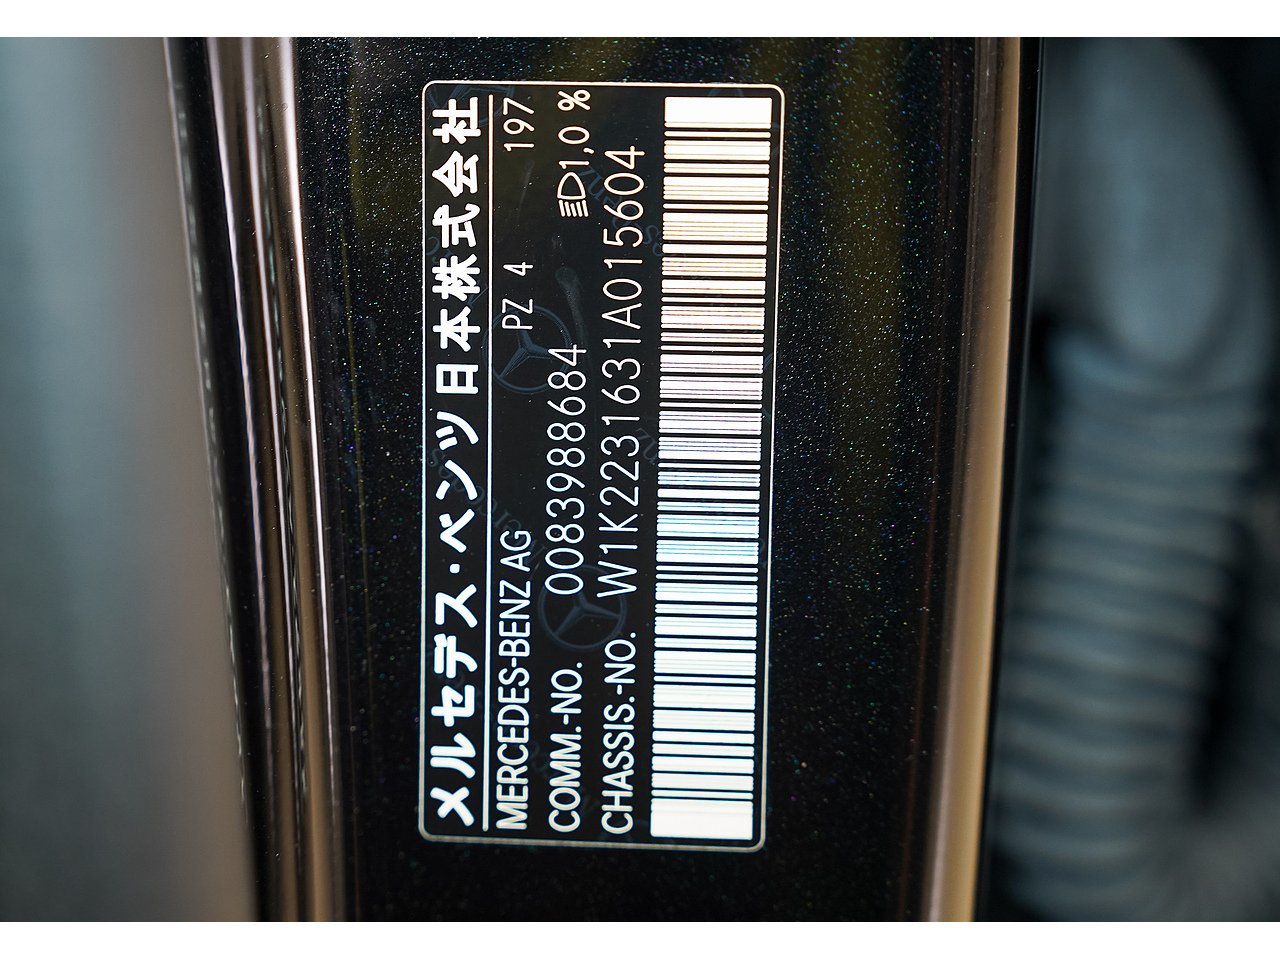 メルセデス・ベンツ日本株式会社
MERCEDES-BENZ AG PZ 4 197
COMM.-NO. 0083988684 1,0 %
CHASSIS.-NO. W1K2231631A015604